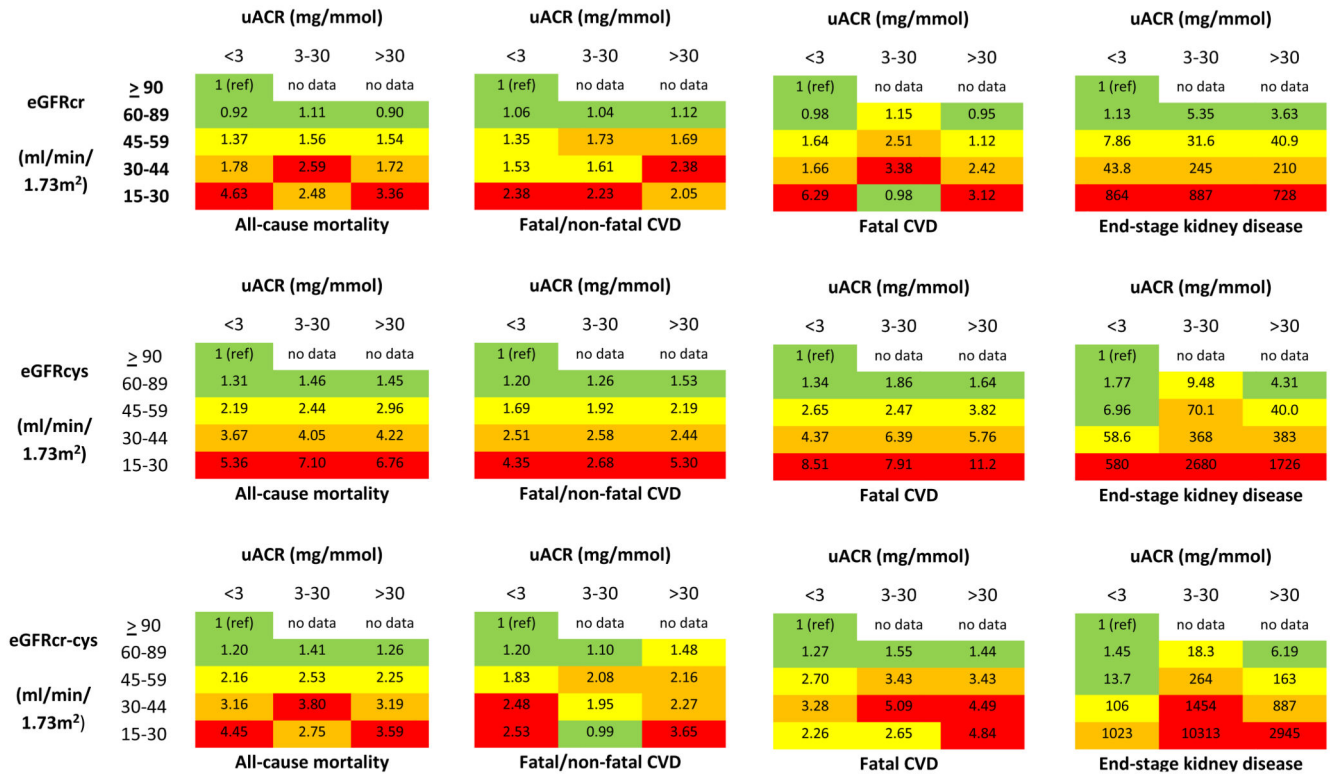 uACR (mg/mmol) uACR (mg/mmol) uACR (mg/mmol) uACR (mg/mmol)
<3 3-30 >30 <3 3-30 >30 <3 3-30 >30 <3 3-30 >30
≥ 90 1 (ref) no data no data 1 (ref) no data no data 1 (ref) no data no data 1 (ref) no data no data
eGFRcr
60-89 0.92 1.11 0.90 1.06 1.04 1.12 0.98 1.15 0.95 1.13 5.35 3.63
45-59 1.37 1.56 1.54 1.35 1.73 1.69 1.64 2.51 1.12 7.86 31.6 40.9
(ml/min/
30-44 1.78 2.59 1.72 1.53 1.61 2.38 1.66 3.38 2.42 43.8 245 210
1.73m²)
15-30 4.63 2.48 3.36 2.38 2.23 2.05 6.29 0.98 3.12 864 887 728
All-cause mortality Fatal/non-fatal CVD Fatal CVD End-stage kidney disease
uACR (mg/mmol) uACR (mg/mmol) uACR (mg/mmol) uACR (mg/mmol)
<3 3-30 >30 <3 3-30 >30 <3 3-30 >30 <3 3-30 >30
≥ 90 1 (ref) no data no data 1 (ref) no data no data 1 (ref) no data no data 1 (ref) no data no data
eGFRcys
60-89 1.31 1.46 1.45 1.20 1.26 1.53 1.34 1.86 1.64 1.77 9.48 4.31
45-59 2.19 2.44 2.96 1.69 1.92 2.19 2.65 2.47 3.82 6.96 70.1 40.0
(ml/min/
30-44 3.67 4.05 4.22 2.51 2.58 2.44 4.37 6.39 5.76 58.6 368 383
1.73m²)
15-30 5.36 7.10 6.76 4.35 2.68 5.30 8.51 7.91 11.2 580 2680 1726
All-cause mortality Fatal/non-fatal CVD Fatal CVD End-stage kidney disease
uACR (mg/mmol) uACR (mg/mmol) uACR (mg/mmol) uACR (mg/mmol)
<3 3-30 >30 <3 3-30 >30 <3 3-30 >30 <3 3-30 >30
≥ 90 1 (ref) no data no data 1 (ref) no data no data 1 (ref) no data no data 1 (ref) no data no data
eGFRcr-cys
60-89 1.20 1.41 1.26 1.20 1.10 1.48 1.27 1.55 1.44 1.45 18.3 6.19
45-59 2.16 2.53 2.25 1.83 2.08 2.16 2.70 3.43 3.43 13.7 264 163
(ml/min/
30-44 3.16 3.80 3.19 2.48 1.95 2.27 3.28 5.09 4.49 106 1454 887
1.73m²)
15-30 4.45 2.75 3.59 2.53 0.99 3.65 2.26 2.65 4.84 1023 10313 2945
All-cause mortality Fatal/non-fatal CVD Fatal CVD End-stage kidney disease